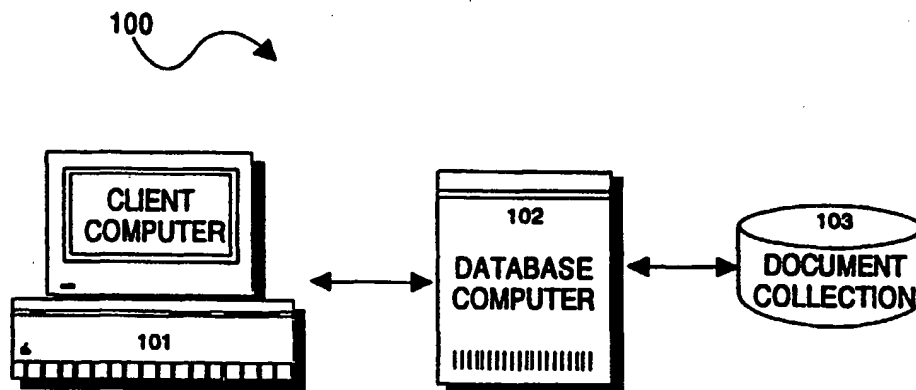 100
CLIENT
COMPUTER
101
102
DATABASE
COMPUTER
103
DOCUMENT
COLLECTION